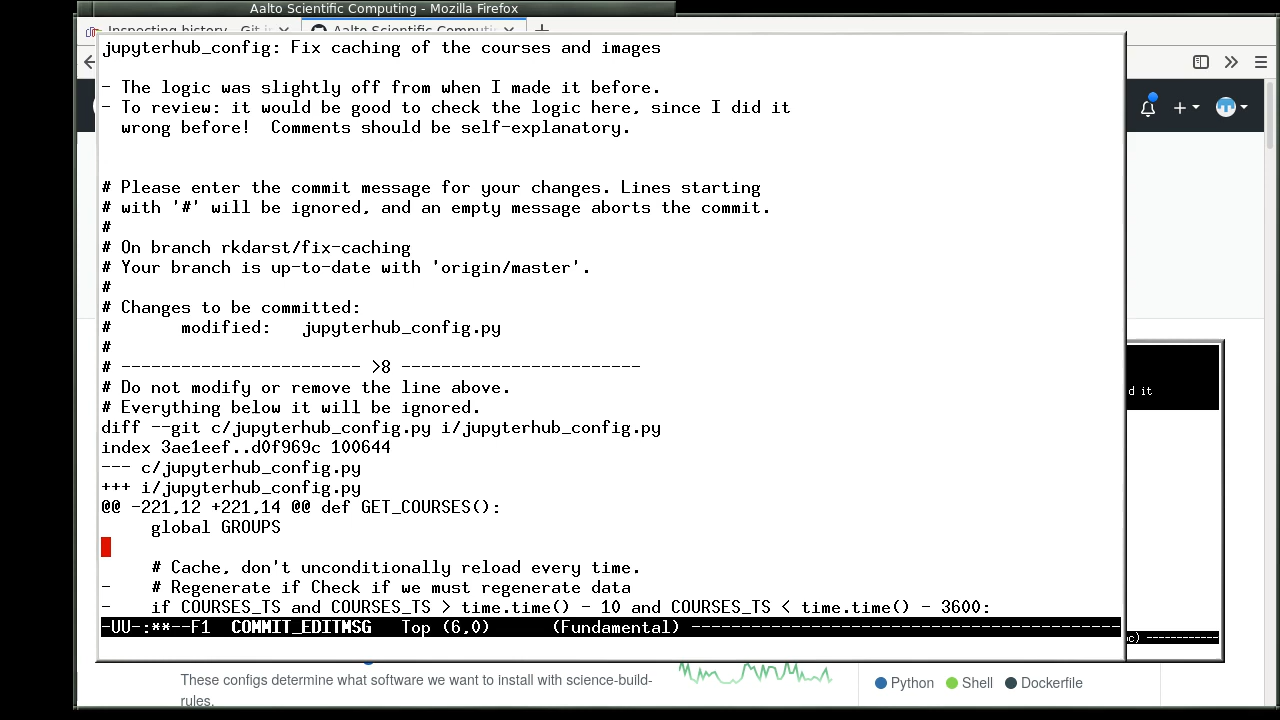 Aalto Scientific Computing - Mozilla Firefox
Inspecting history - Git i
Aalto Scientific Comput
jupyterhub_config: Fix caching of the courses and images
- The logic was slightly off from when I made it before.
- To review: it would be good to check the logic here, since I did it
wrong before!  Comments should be self-explanatory.
# Please enter the commit message for your changes. Lines starting
# with '#' will be ignored, and an empty message aborts the commit.
#
# On branch rkdarst/fix-caching
# Your branch is up-to-date with 'origin/master'.
#
# Changes to be committed:
#       modified:   jupyterhub_config.py
#
# ------------------------ >8 ------------------------
# Do not modify or remove the line above.
# Everything below it will be ignored.
diff --git c/jupyterhub_config.py i/jupyterhub_config.py
index 3ae1eef..d0f969c 100644
--- c/jupyterhub_config.py
+++ i/jupyterhub_config.py
@@ -221,12 +221,14 @@ def GET_COURSES():
     global GROUPS
     # Cache, don't unconditionally reload every time.
-    # Regenerate if Check if we must regenerate data
-    if COURSES_TS and COURSES_TS > time.time() - 10 and COURSES_TS < time.time() - 3600:
-UU-:**--F1  COMMIT_EDITMSG   Top (6,0)      (Fundamental) -------------------------------------------
d it
c) -----------
These configs determine what software we want to install with science-build-
rules.
Python
Shell
Dockerfile